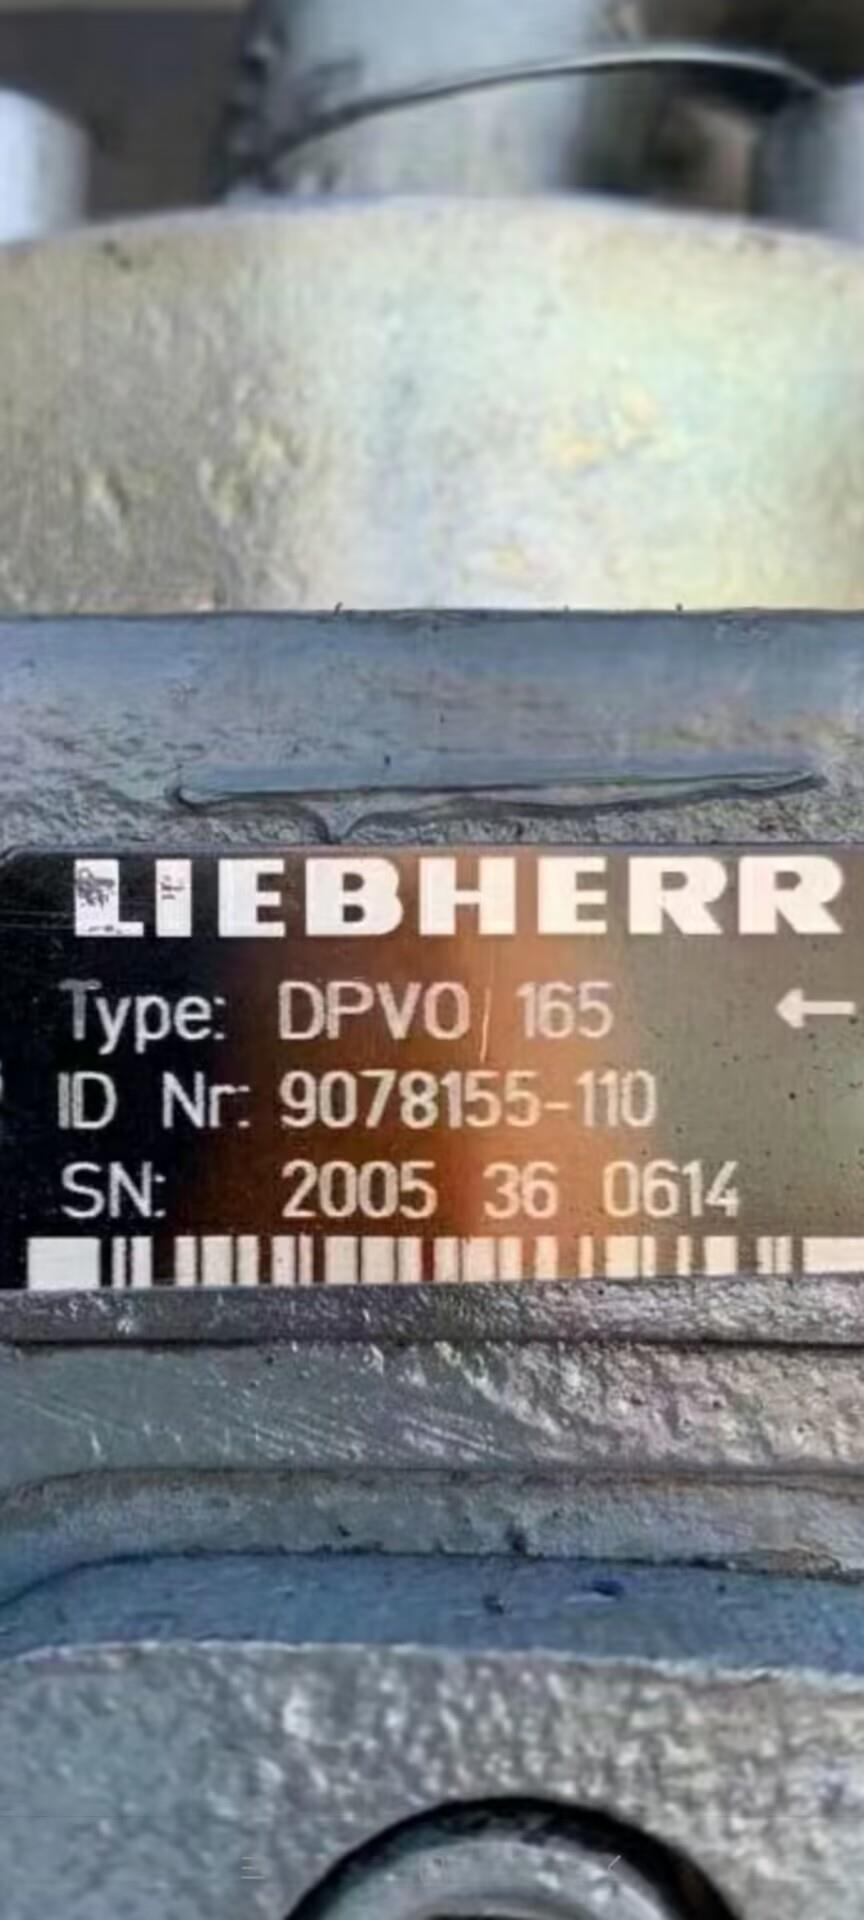 LIEBHERR
Type: DPVO 165 ←
ID Nr: 9078155-110
SN: 2005 36 0614